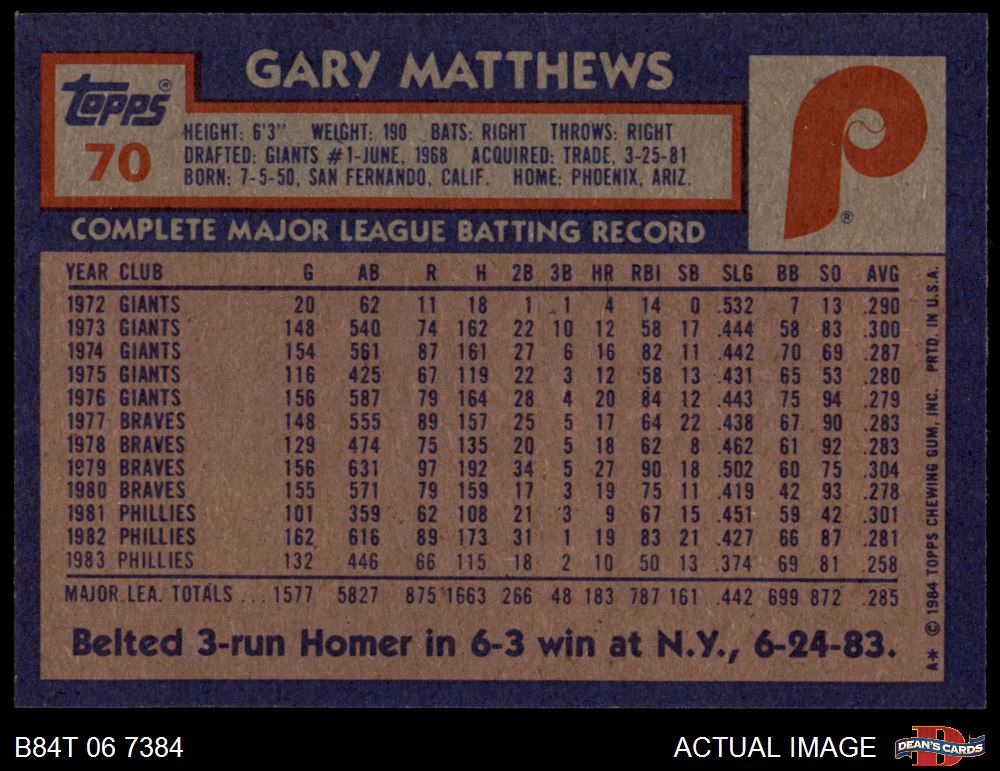 GARY MATTHEWS
Topps®
70
HEIGHT: 6'3" WEIGHT: 190 BATS: RIGHT THROWS: RIGHT
DRAFTED: GIANTS #1-JUNE, 1968 ACQUIRED: TRADE, 3-25-81
BORN: 7-5-50, SAN FERNANDO, CALIF. HOME: PHOENIX, ARIZ.
P®
COMPLETE MAJOR LEAGUE BATTING RECORD
YEAR CLUB G AB R H 2B 3B HR RBI SB SLG BB SO AVG
1972 GIANTS 20 62 11 18 1 1 4 14 0 .532 7 13 .290
1973 GIANTS 148 540 74 162 22 10 12 58 17 .444 58 83 .300
1974 GIANTS 154 561 87 161 27 6 16 82 11 .442 70 69 .287
1975 GIANTS 116 425 67 119 22 3 12 58 13 .431 65 53 .280
1976 GIANTS 156 587 79 164 28 4 20 84 12 .443 75 94 .279
1977 BRAVES 148 555 89 157 25 5 17 64 22 .438 67 90 .283
1978 BRAVES 129 474 75 135 20 5 18 62 8 .462 61 92 .283
1979 BRAVES 156 631 97 192 34 5 27 90 18 .502 60 75 .304
1980 BRAVES 155 571 79 159 17 3 19 75 11 .419 42 93 .278
1981 PHILLIES 101 359 62 108 21 3 9 67 15 .451 59 42 .301
1982 PHILLIES 162 616 89 173 31 1 19 83 21 .427 66 87 .281
1983 PHILLIES 132 446 66 115 18 2 10 50 13 .374 69 81 .258
MAJOR LEA. TOTALS ... 1577 5827 875 1663 266 48 183 787 161 .442 699 872 .285
Belted 3-run Homer in 6-3 win at N.Y., 6-24-83.
A* © 1984 TOPPS CHEWING GUM, INC. PRTD. IN U.S.A.
B84T 06 7384
ACTUAL IMAGE
D
DEAN'S CARDS